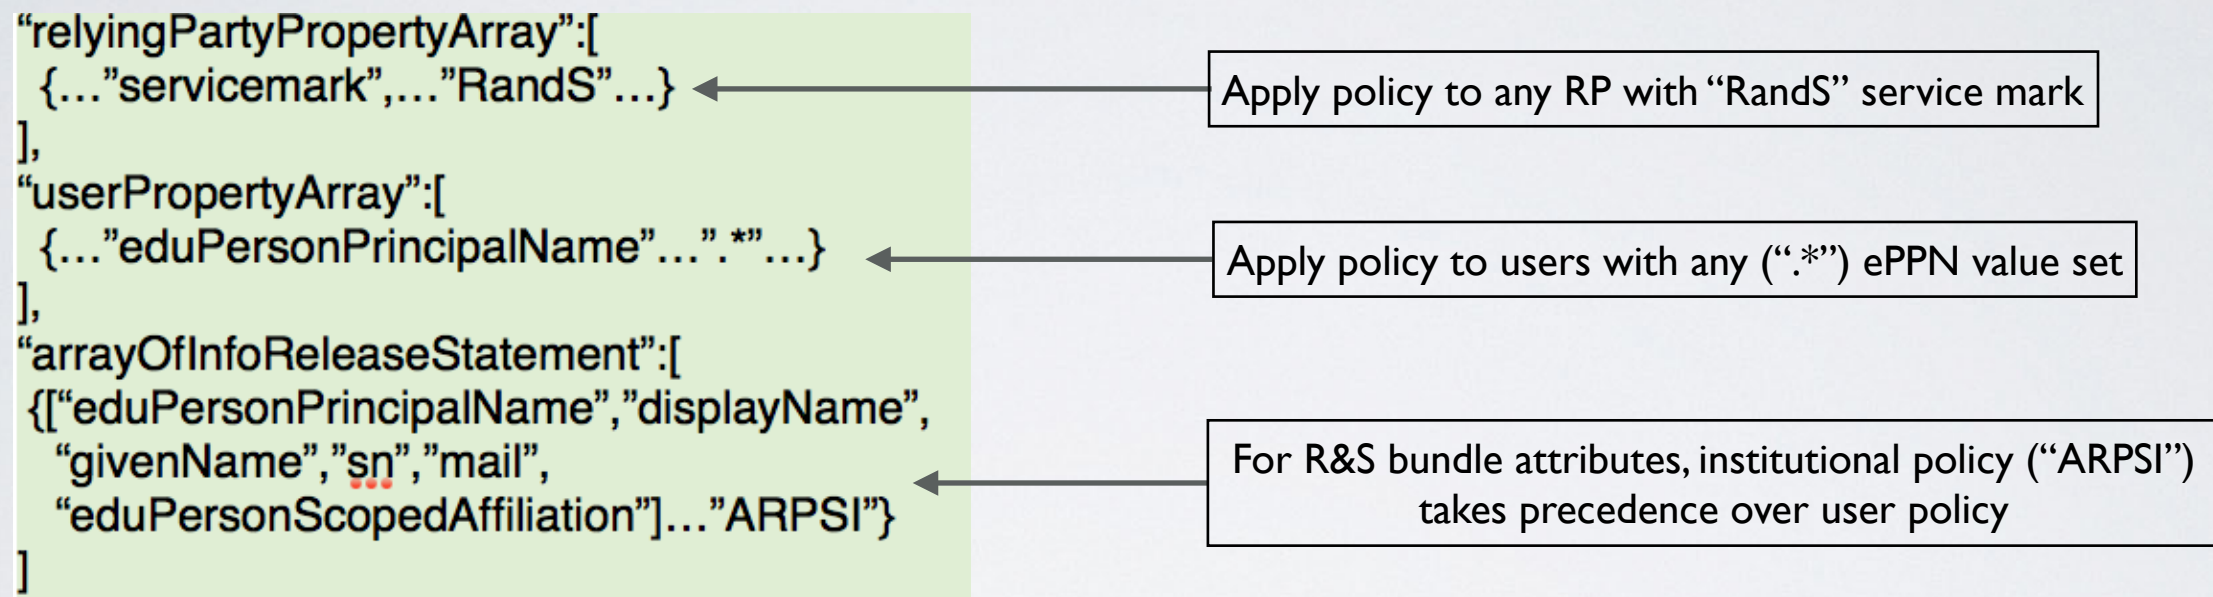 “relyingPartyPropertyArray”:[
{…”servicemark”,…”RandS”…}
],
“userPropertyArray”:[
{…”eduPersonPrincipalName”…”.*”…}
],
“arrayOfInfoReleaseStatement”:[
{[“eduPersonPrincipalName”,”displayName”,
“givenName”,”sn”,”mail”,
“eduPersonScopedAffiliation”]…”ARPSI”}
]
Apply policy to any RP with “RandS” service mark
Apply policy to users with any (“.*”) ePPN value set
For R&S bundle attributes, institutional policy (“ARPSI”)
takes precedence over user policy